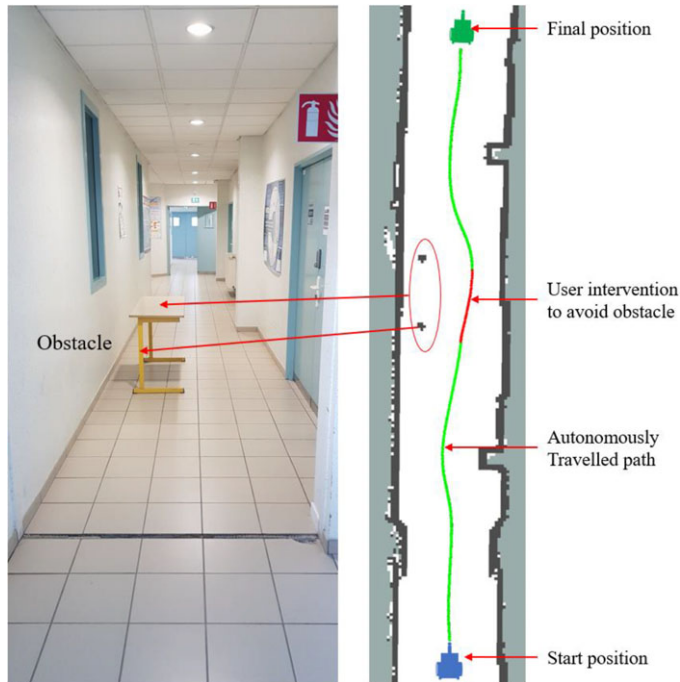 Final position
User intervention
to avoid obstacle
Obstacle
Autonomously
Travelled path
Start position